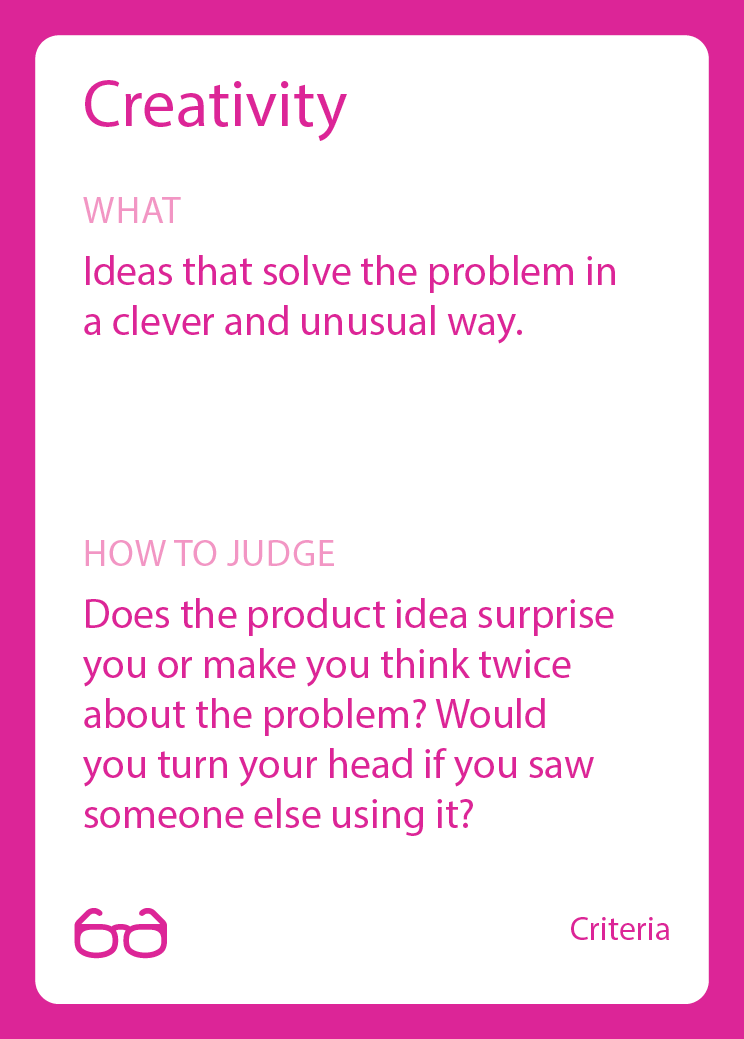 Creativity
WHAT
Ideas that solve the problem in
a clever and unusual way.
HOW TO JUDGE
Does the product idea surprise
you or make you think twice
about the problem? Would
you turn your head if you saw
someone else using it?
Criteria